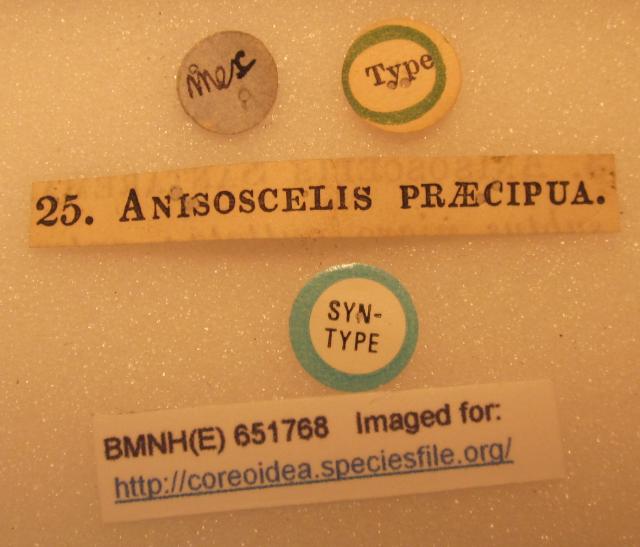 Mex
Type
25. ANISOSCELIS PRÆCIPUA.
SYN-
TYPE
BMNH(E) 651768 Imaged for:
http://coreoidea.speciesfile.org/